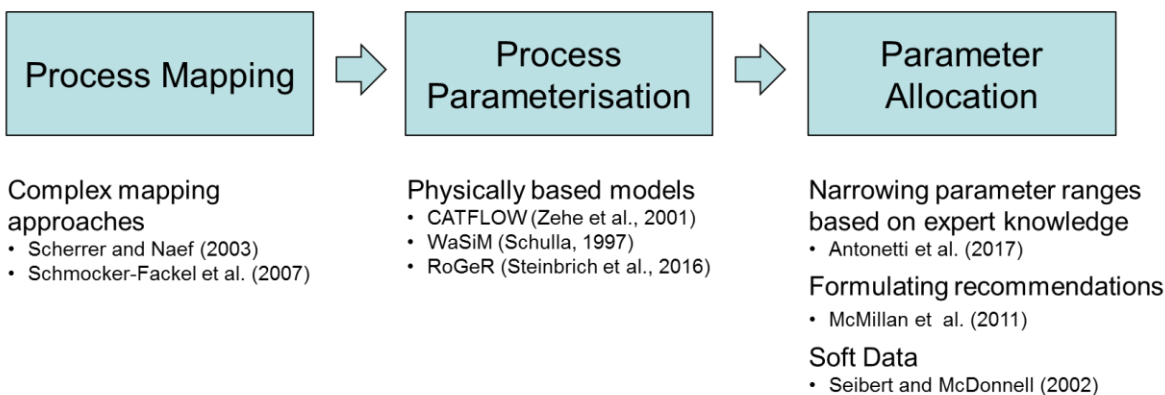 Process Mapping
Process
Parameterisation
Parameter
Allocation
Complex mapping
approaches
• Scherrer and Naef (2003)
• Schmocker-Fackel et al. (2007)
Physically based models
• CATFLOW (Zehe et al., 2001)
• WaSiM (Schulla, 1997)
• RoGeR (Steinbrich et al., 2016)
Narrowing parameter ranges
based on expert knowledge
• Antonetti et al. (2017)
Formulating recommendations
• McMillan et al. (2011)
Soft Data
• Seibert and McDonnell (2002)